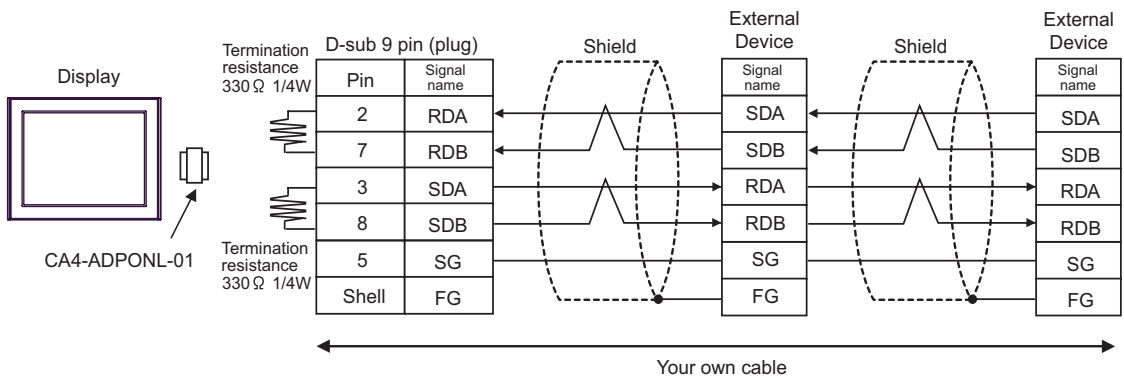 Display
CA4-ADPONL-01
Termination
resistance
330 Ω 1/4W
Termination
resistance
330 Ω 1/4W
D-sub 9 pin (plug)
Pin Signal name
2 RDA
7 RDB
3 SDA
8 SDB
5 SG
Shell FG
Shield
External
Device
Signal
name
SDA
SDB
RDA
RDB
SG
FG
Shield
External
Device
Signal
name
SDA
SDB
RDA
RDB
SG
FG
Your own cable